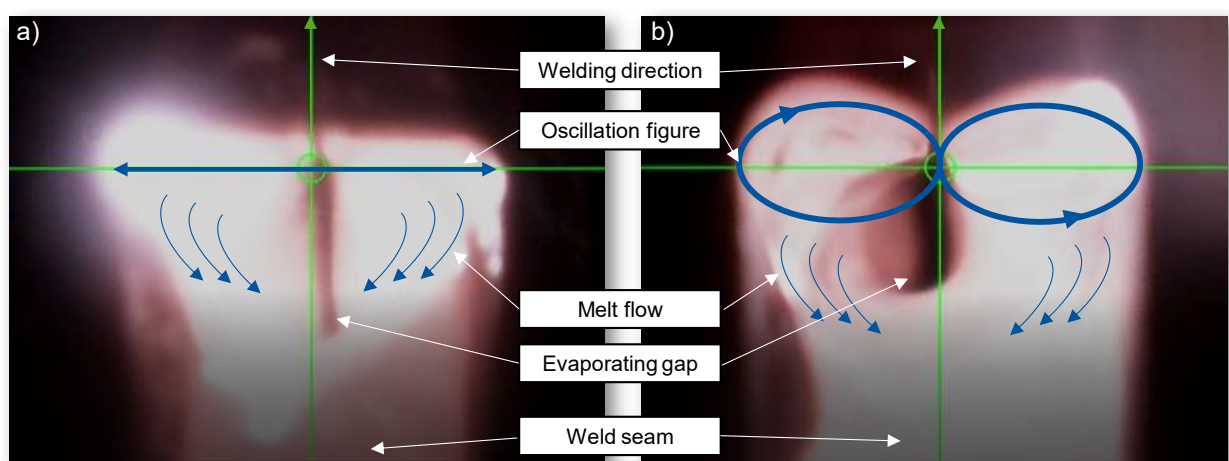 a)
b)
Welding direction
Oscillation figure
Melt flow
Evaporating gap
Weld seam